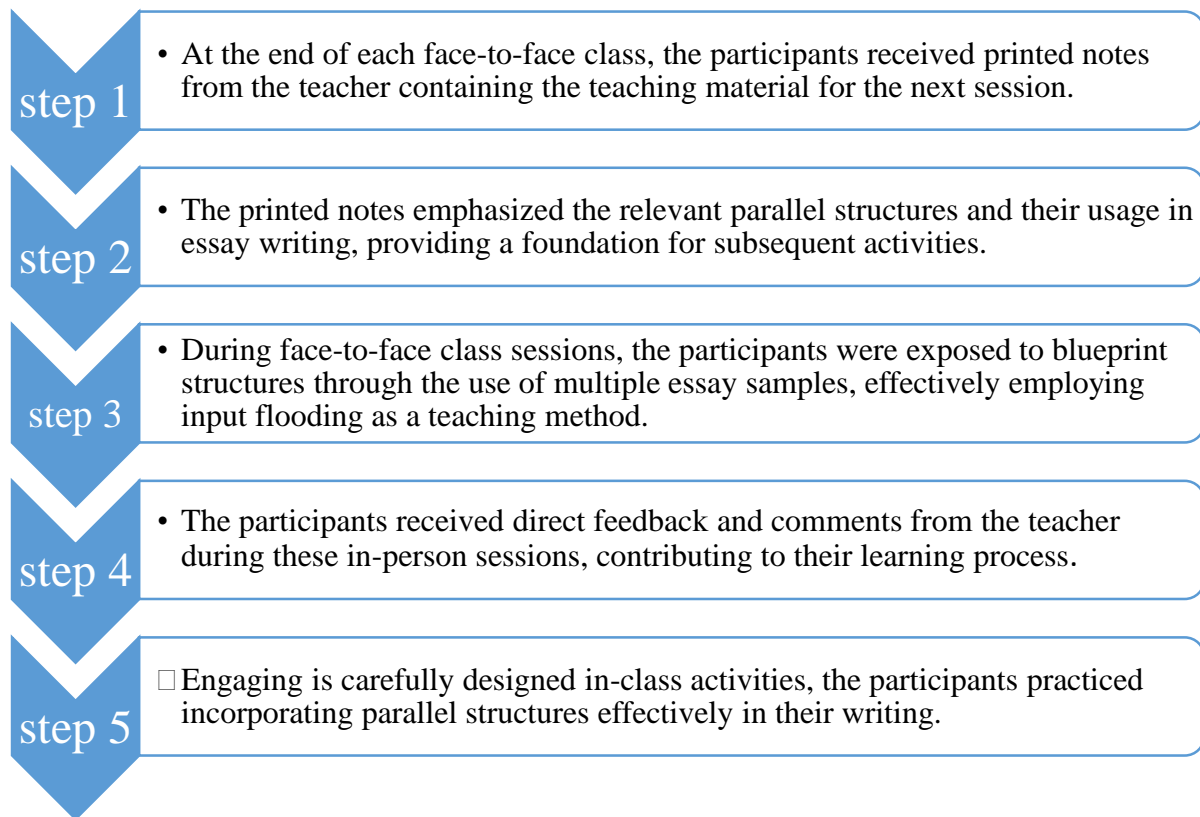 step 1
• At the end of each face-to-face class, the participants received printed notes
from the teacher containing the teaching material for the next session.
step 2
• The printed notes emphasized the relevant parallel structures and their usage in
essay writing, providing a foundation for subsequent activities.
step 3
• During face-to-face class sessions, the participants were exposed to blueprint
structures through the use of multiple essay samples, effectively employing
input flooding as a teaching method.
step 4
• The participants received direct feedback and comments from the teacher
during these in-person sessions, contributing to their learning process.
step 5
□ Engaging is carefully designed in-class activities, the participants practiced
incorporating parallel structures effectively in their writing.